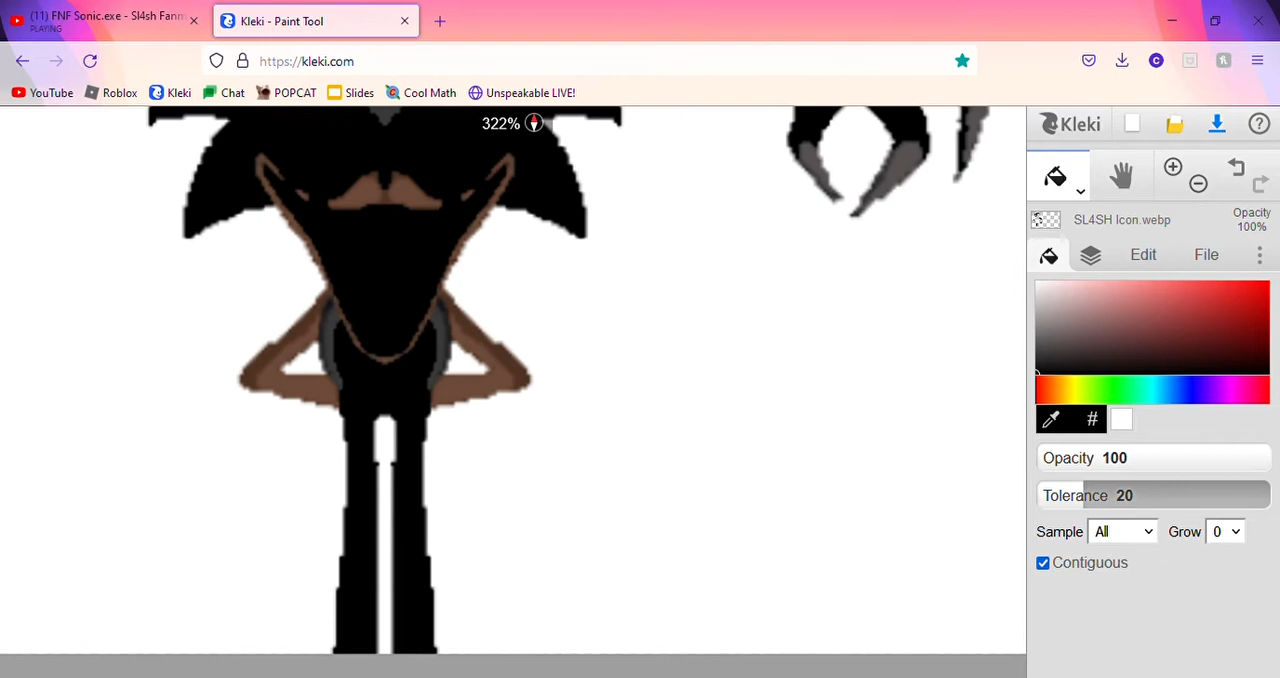 (11) FNF Sonic.exe - Sl4sh Fanm
PLAYING
Kleki - Paint Tool
https://kleki.com
YouTube Roblox Kleki Chat POPCAT Slides Cool Math Unspeakable LIVE!
322%
Kleki
SL4SH Icon.webp
Opacity
100%
Edit File
#
Opacity 100
Tolerance 20
Sample All Grow 0
Contiguous